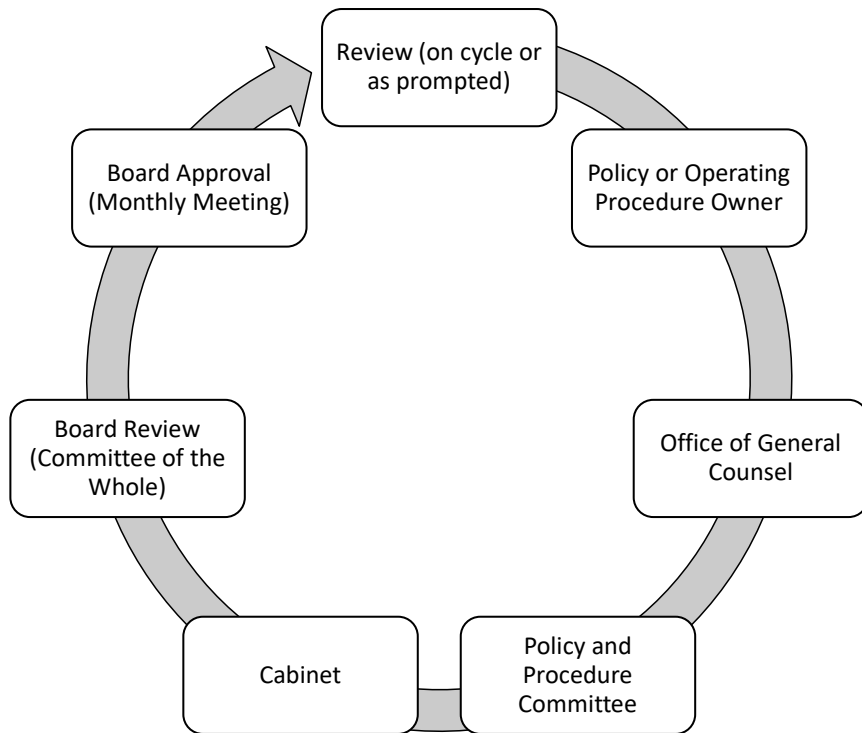 Review (on cycle or
as prompted)
Policy or Operating
Procedure Owner
Office of General
Counsel
Policy and
Procedure
Committee
Cabinet
Board Review
(Committee of the
Whole)
Board Approval
(Monthly Meeting)